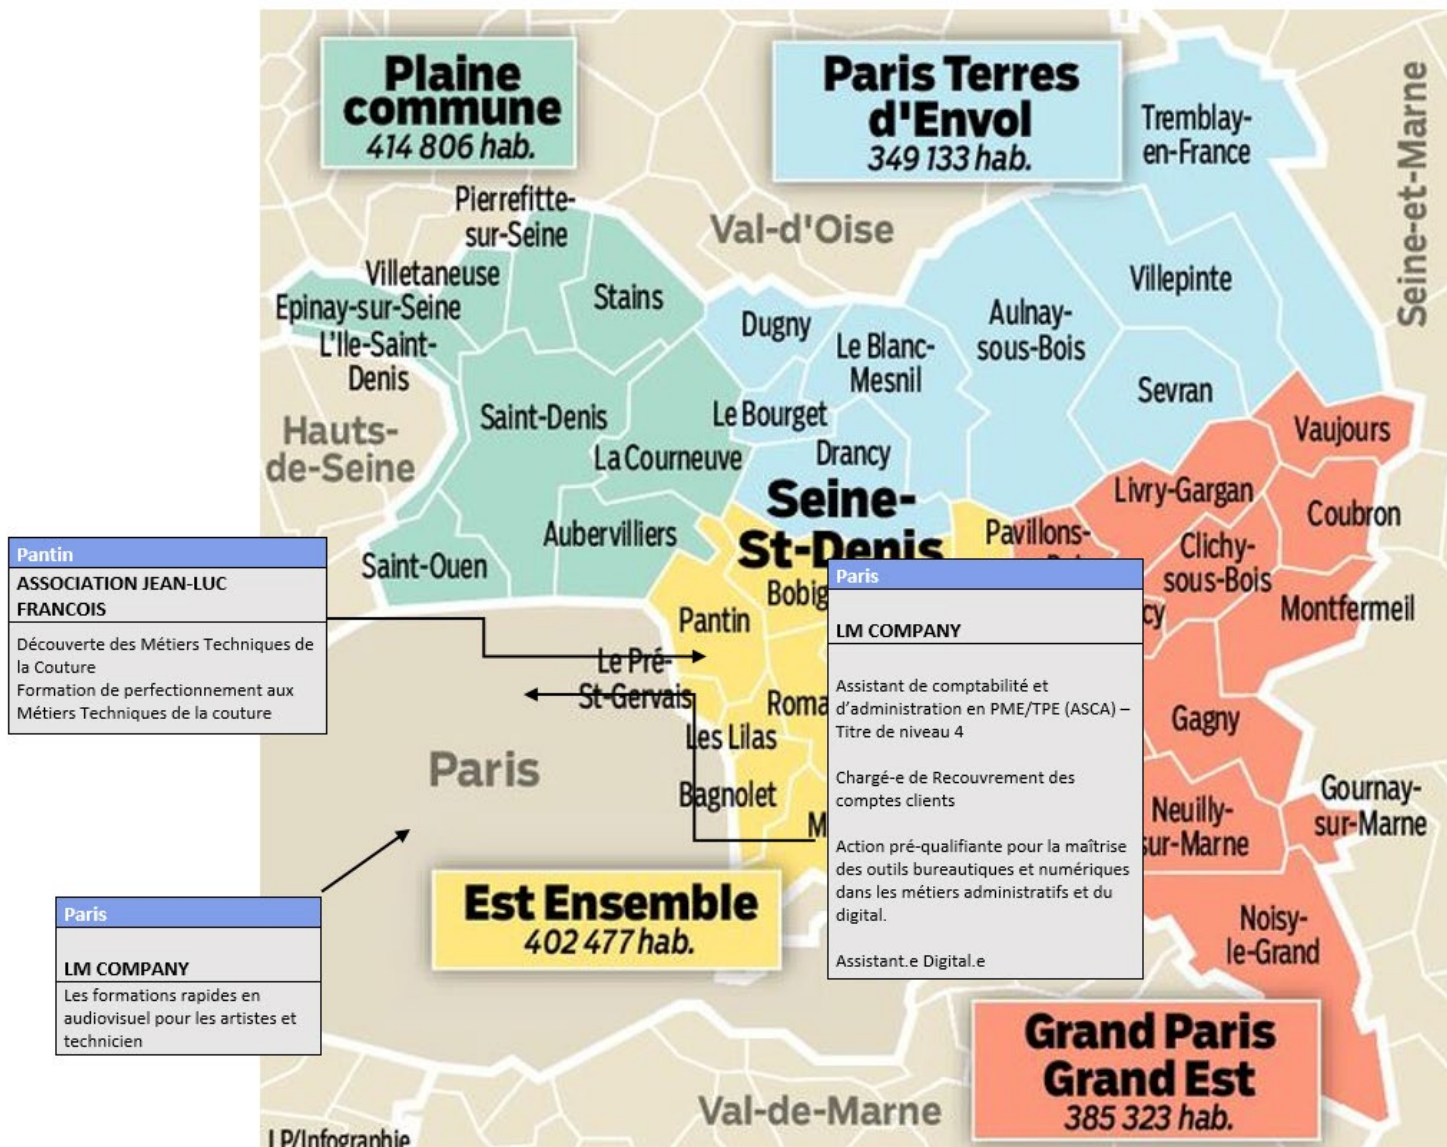 Plaine
commune
414 806 hab.
Paris Terres
d'Envol
349 133 hab.
Tremblay-
en-France
Seine-et-Marne
Pierrefitte-
sur-Seine
Val-d'Oise
Villetaneuse
Stains
Villepinte
Epinay-sur-Seine
Dugny
Aulnay-
sous-Bois
L'Ile-Saint-
Denis
Le Blanc-
Mesnil
Sevran
Saint-Denis
Le Bourget
Hauts-
de-Seine
Vaujours
La Courneuve
Drancy
Livry-Gargan
Seine-
St-Denis
Coubron
Aubervilliers
Pavillons-
Clichy-
sous-Bois
Saint-Ouen
Pantin
ASSOCIATION JEAN-LUC
FRANCOIS
Découverte des Métiers Techniques de
la Couture
Formation de perfectionnement aux
Métiers Techniques de la couture
Bobig
Pantin
Montfermeil
cy
Le Pré-
St-Gervais
Roma
Les Lilas
Gagny
Paris
Bagnolet
M
Neuilly-
sur-Marne
Gournay-
sur-Marne
Paris
LM COMPANY
Assistant de comptabilité et
d'administration en PME/TPE (ASCA) –
Titre de niveau 4
Chargé-e de Recouvrement des
comptes clients
Action pré-qualifiante pour la maîtrise
des outils bureautiques et numériques
dans les métiers administratifs et du
digital.
Assistant.e Digital.e
Est Ensemble
402 477 hab.
Noisy-
le-Grand
Paris
LM COMPANY
Les formations rapides en
audiovisuel pour les artistes et
technicien
Grand Paris
Grand Est
385 323 hab.
Val-de-Marne
LP/Infographie